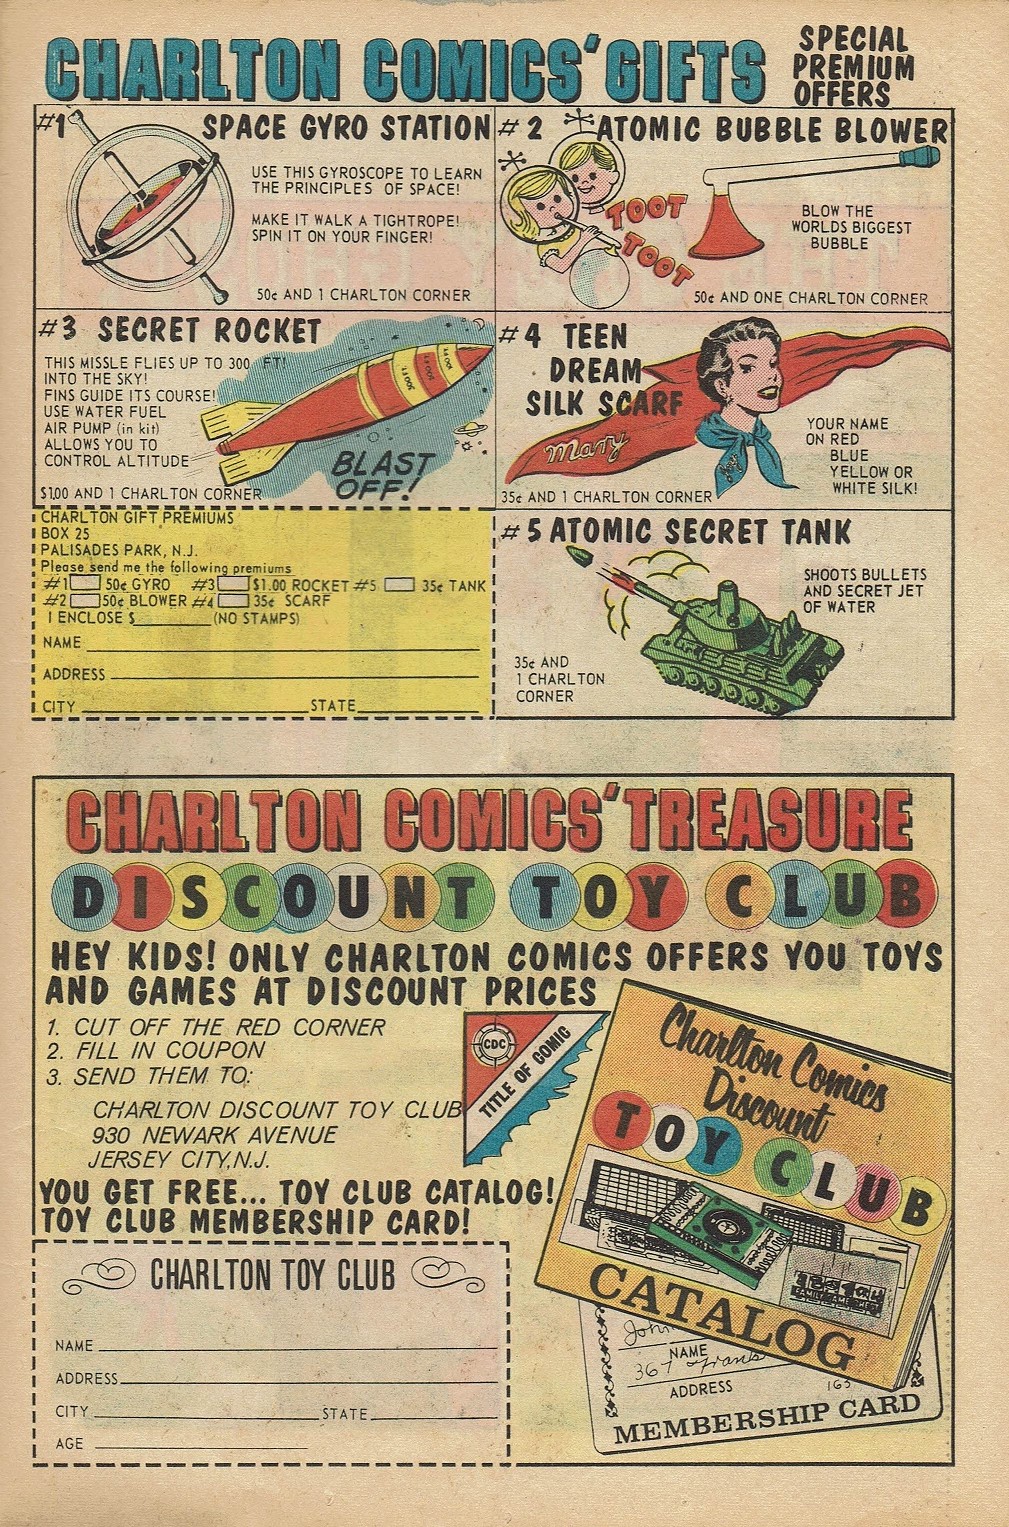 CHARLTON COMICS' GIFTS
SPECIAL
PREMIUM
OFFERS
#1 SPACE GYRO STATION
USE THIS GYROSCOPE TO LEARN
THE PRINCIPLES OF SPACE!
MAKE IT WALK A TIGHTROPE!
SPIN IT ON YOUR FINGER!
50¢ AND 1 CHARLTON CORNER
#2 ATOMIC BUBBLE BLOWER
TOOT
TOOT
BLOW THE
WORLDS BIGGEST
BUBBLE
50¢ AND ONE CHARLTON CORNER
#3 SECRET ROCKET
THIS MISSLE FLIES UP TO 300 FT!
INTO THE SKY!
FINS GUIDE ITS COURSE!
USE WATER FUEL
AIR PUMP (in kit)
ALLOWS YOU TO
CONTROL ALTITUDE
BLAST
OFF!
$1.00 AND 1 CHARLTON CORNER
#4 TEEN
DREAM
SILK SCARF
Mary
YOUR NAME
ON RED
BLUE
YELLOW OR
WHITE SILK!
35¢ AND 1 CHARLTON CORNER
CHARLTON GIFT PREMIUMS
BOX 25
PALISADES PARK, N.J.
Please send me the following premiums
#1 50¢ GYRO #3 $1.00 ROCKET #5 35¢ TANK
#2 50¢ BLOWER #4 35¢ SCARF
I ENCLOSE $ (NO STAMPS)
NAME
ADDRESS
CITY STATE
#5 ATOMIC SECRET TANK
SHOOTS BULLETS
AND SECRET JET
OF WATER
35¢ AND
1 CHARLTON
CORNER
CHARLTON COMICS' TREASURE
DISCOUNT TOY CLUB
HEY KIDS! ONLY CHARLTON COMICS OFFERS YOU TOYS
AND GAMES AT DISCOUNT PRICES
1. CUT OFF THE RED CORNER
2. FILL IN COUPON
3. SEND THEM TO:
CHARLTON DISCOUNT TOY CLUB
930 NEWARK AVENUE
JERSEY CITY, N.J.
CDC
TITLE OF COMIC
YOU GET FREE... TOY CLUB CATALOG!
TOY CLUB MEMBERSHIP CARD!
Charlton Comics
Discount
TOY CLUB
CATALOG
John
NAME
367 Frank
ADDRESS
163
MEMBERSHIP CARD
CHARLTON TOY CLUB
NAME
ADDRESS
CITY STATE
AGE